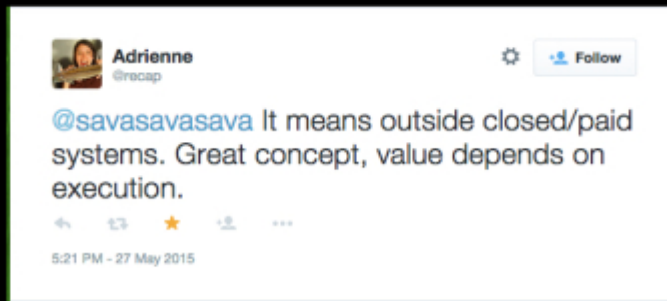 Adrienne
@recap
Follow
@savasavasava It means outside closed/paid
systems. Great concept, value depends on
execution.
5:21 PM - 27 May 2015